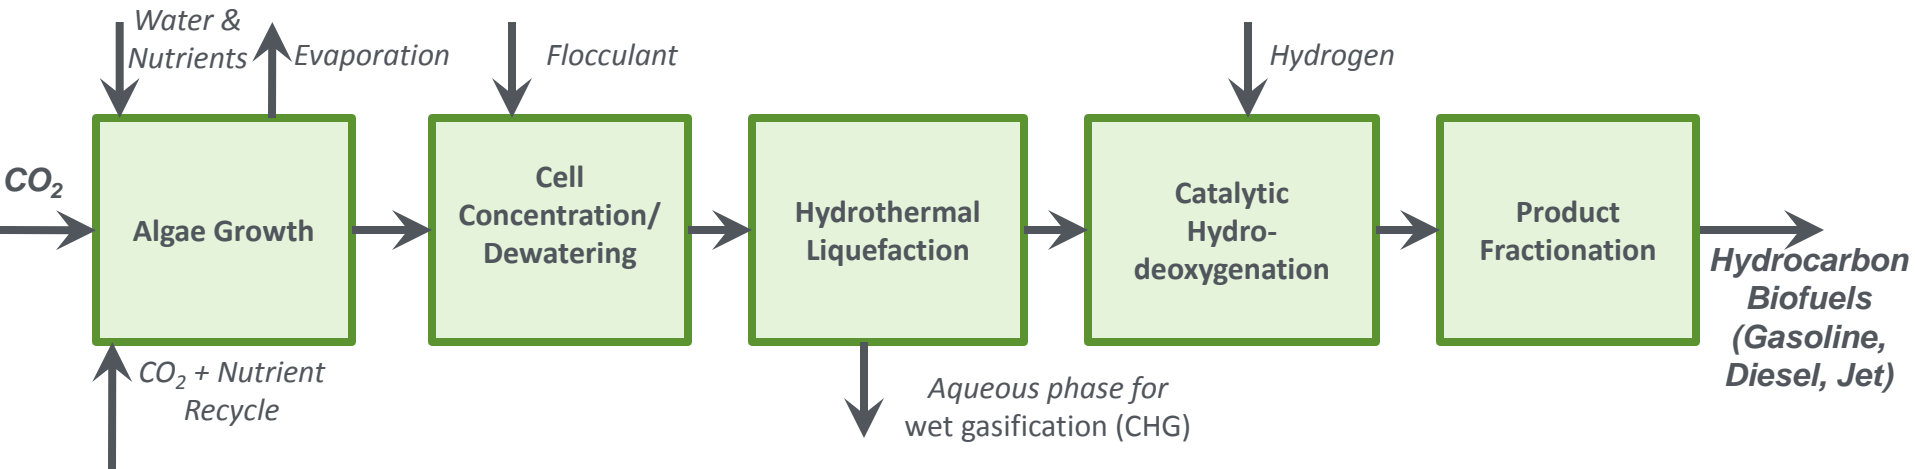 Water &
Nutrients
Evaporation
Flocculant
Hydrogen
CO₂
Algae Growth
Cell
Concentration/
Dewatering
Hydrothermal
Liquefaction
Catalytic
Hydro-
deoxygenation
Product
Fractionation
Hydrocarbon
Biofuels
(Gasoline,
Diesel, Jet)
CO₂ + Nutrient
Recycle
Aqueous phase for
wet gasification (CHG)